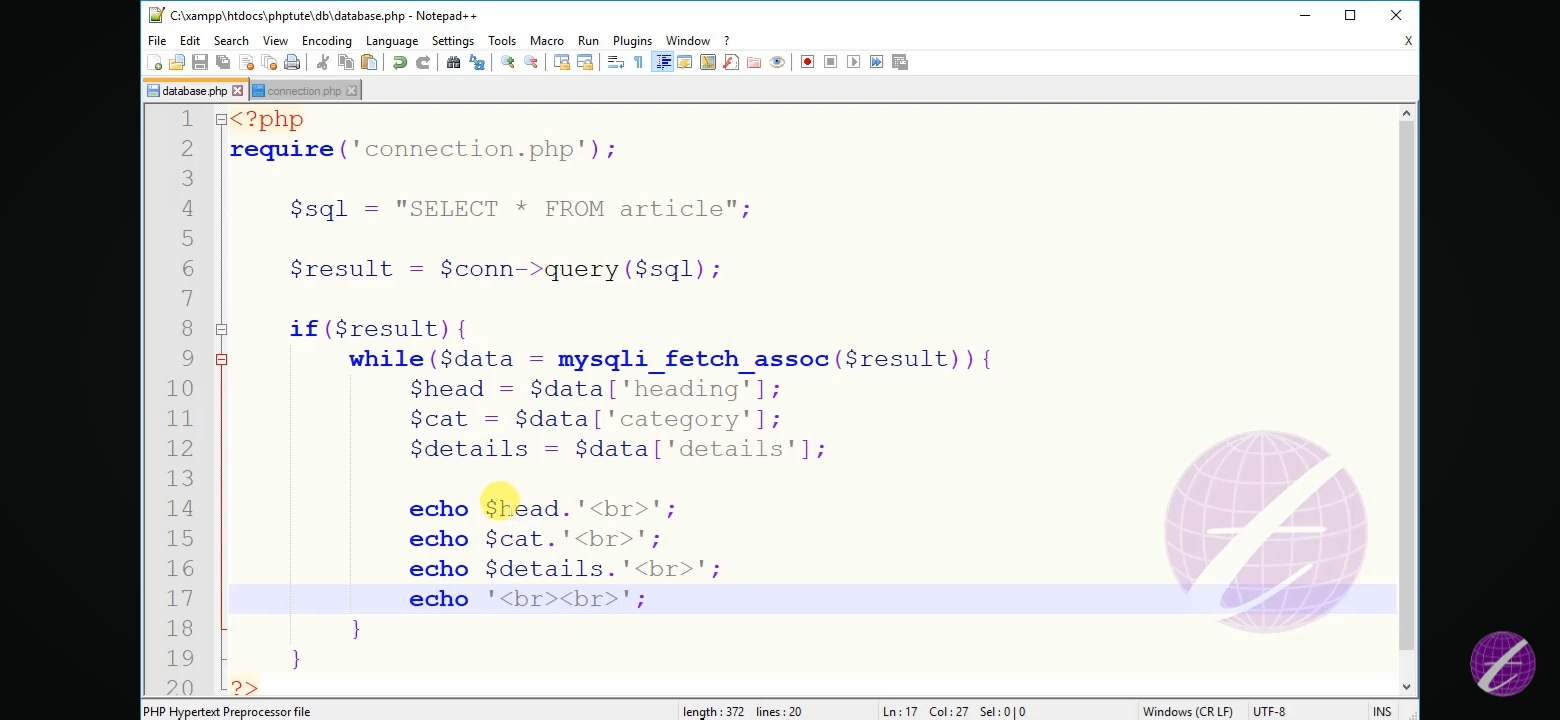 C:\xampp\htdocs\phptute\db\database.php - Notepad++
File Edit Search View Encoding Language Settings Tools Macro Run Plugins Window ? X
database.php connection.php
1 <?php
2 require('connection.php');
3
4 $sql = "SELECT * FROM article";
5
6 $result = $conn->query($sql);
7
8 if($result){
9 while($data = mysqli_fetch_assoc($result)){
10 $head = $data['heading'];
11 $cat = $data['category'];
12 $details = $data['details'];
13
14 echo $head.'<br>';
15 echo $cat.'<br>';
16 echo $details.'<br>';
17 echo '<br><br>';
18 }
19 }
20 ?>
PHP Hypertext Preprocessor file length : 372 lines : 20 Ln : 17 Col : 27 Sel : 0 | 0 Windows (CR LF) UTF-8 INS